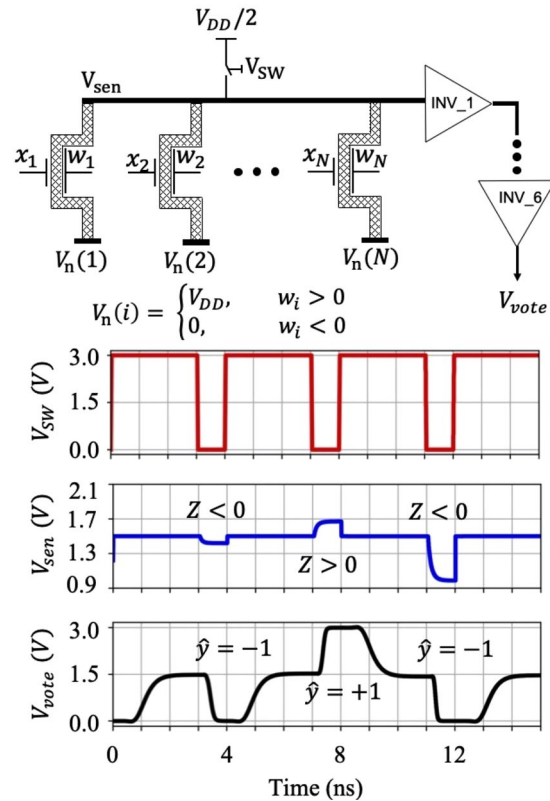 V_DD/2
V_SW
V_sen
INV_1
x_1 w_1 x_2 w_2 x_N w_N
INV_6
V_n(1) V_n(2) V_n(N)
V_vote
V_n(i) = { V_DD, w_i > 0
0, w_i < 0
V_SW (V)
3.0
1.5
0.0
V_sen (V)
2.1
1.7
1.3
0.9
Z < 0
Z > 0
Z < 0
V_vote (V)
3.0
1.5
0.0
ŷ = −1
ŷ = +1
ŷ = −1
0 4 8 12
Time (ns)